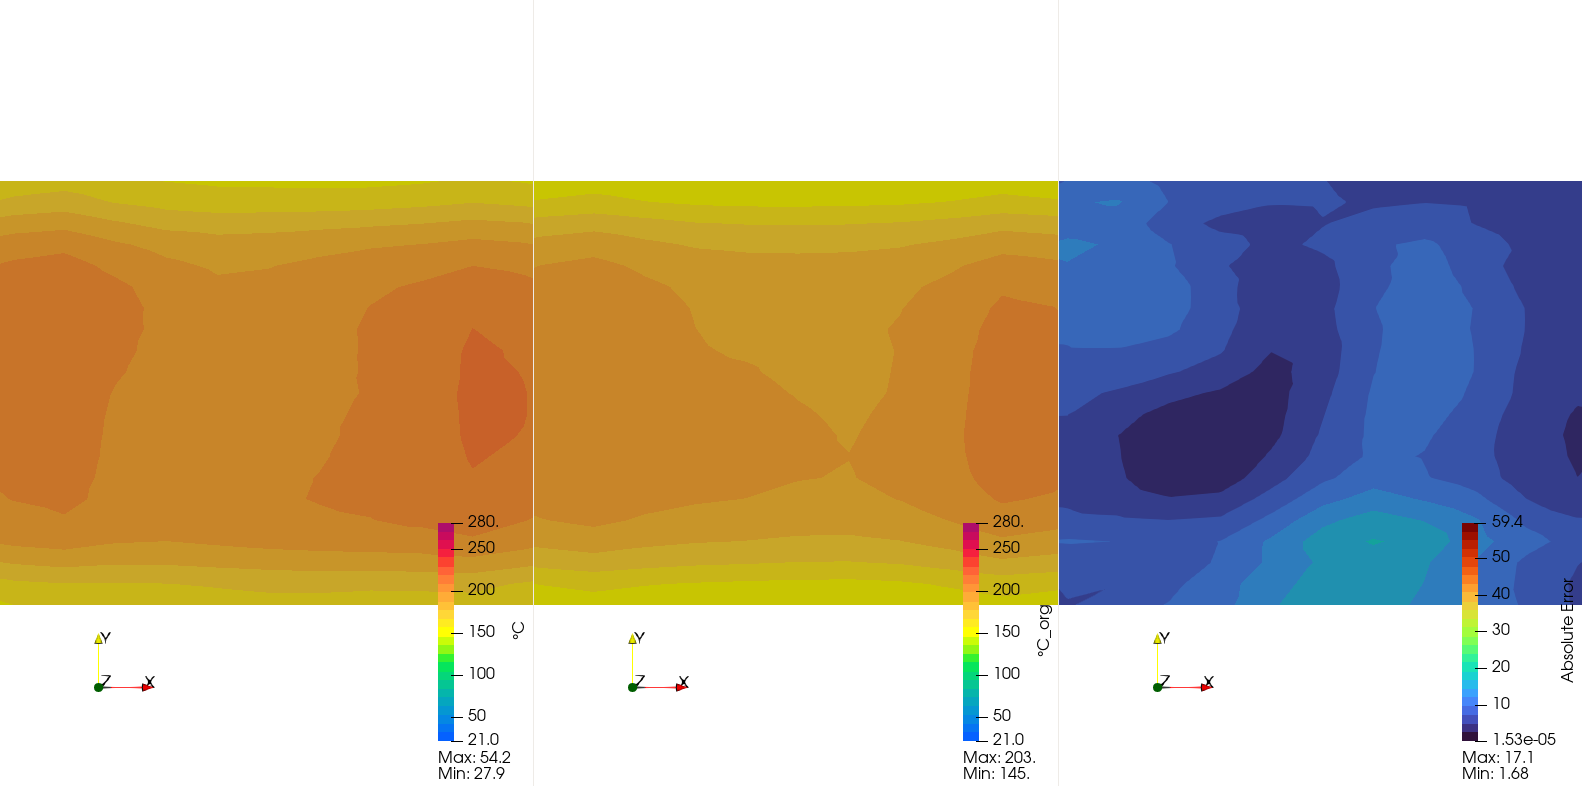 280.
250
200
150
100
50
21.0
°C
Max: 54.2
Min: 27.9
Y
Z
X
280.
250
200
150
100
50
21.0
°C_org
Max: 203.
Min: 145.
Y
Z
X
59.4
50
40
30
20
10
1.53e-05
Absolute Error
Max: 17.1
Min: 1.68
Y
Z
X